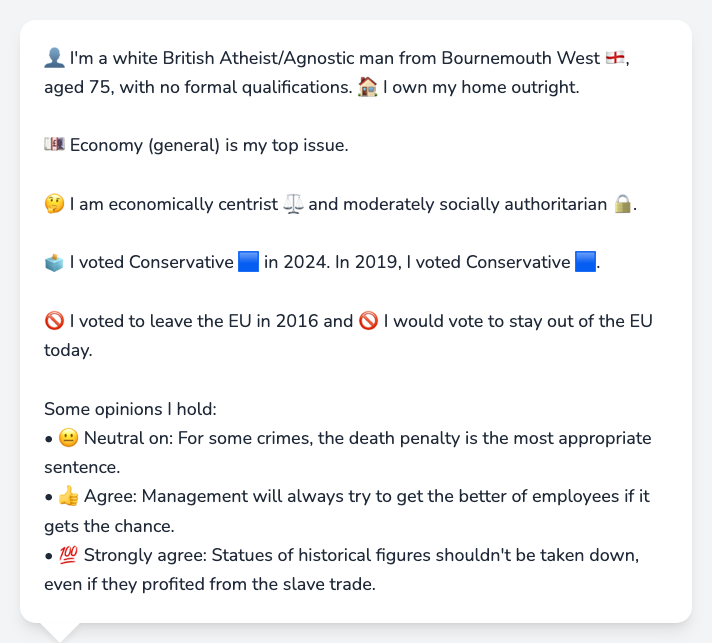 👤 I'm a white British Atheist/Agnostic man from Bournemouth West 🏴󠁧󠁢󠁥󠁮󠁧󠁿,
aged 75, with no formal qualifications. 🏠 I own my home outright.
💷 Economy (general) is my top issue.
🤔 I am economically centrist ⚖️ and moderately socially authoritarian 🔒.
🗳️ I voted Conservative 🟦 in 2024. In 2019, I voted Conservative 🟦.
🚫 I voted to leave the EU in 2016 and 🚫 I would vote to stay out of the EU
today.
Some opinions I hold:
• 😐 Neutral on: For some crimes, the death penalty is the most appropriate
sentence.
• 👍 Agree: Management will always try to get the better of employees if it
gets the chance.
• 💯 Strongly agree: Statues of historical figures shouldn't be taken down,
even if they profited from the slave trade.